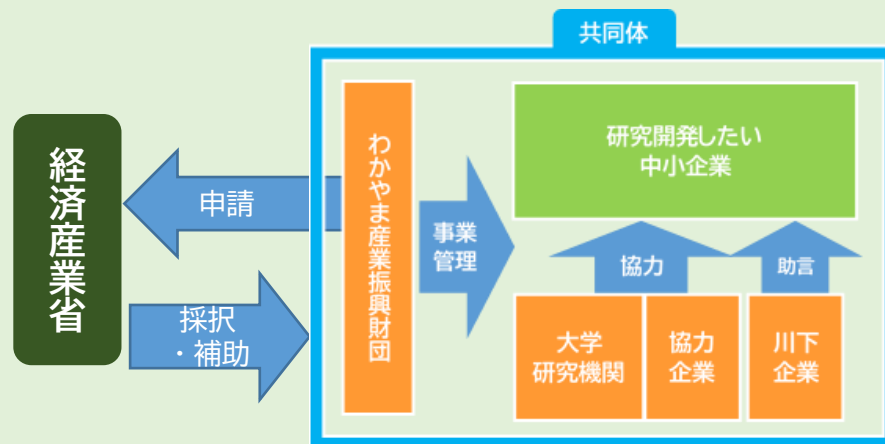 共同体
経済産業省
申請
採択
・補助
わかやま産業振興財団
事業
管理
研究開発したい
中小企業
協力
助言
大学
研究機関
協力
企業
川下
企業